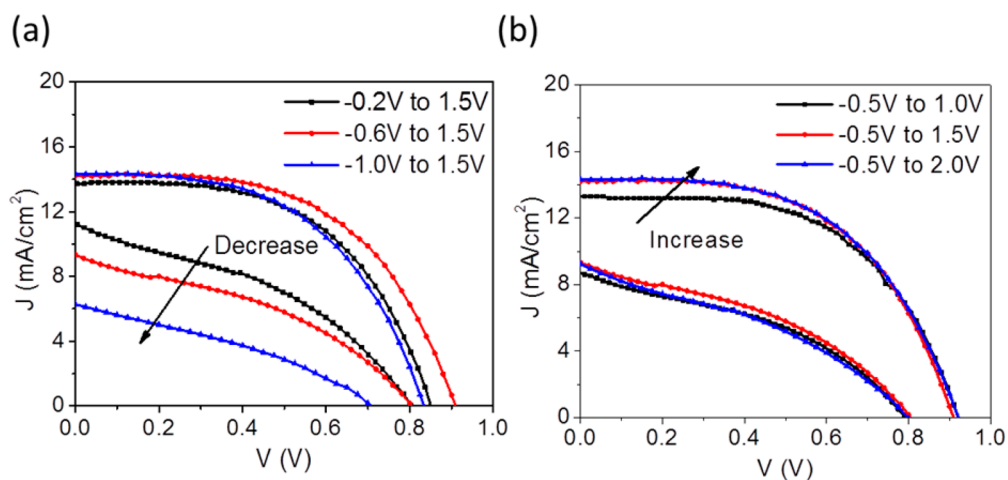 (a)
20
16
12
8
4
0
J (mA/cm²)
-0.2V to 1.5V
-0.6V to 1.5V
-1.0V to 1.5V
Decrease
0.0 0.2 0.4 0.6 0.8 1.0
V (V)
(b)
20
16
12
8
4
0
J (mA/cm²)
-0.5V to 1.0V
-0.5V to 1.5V
-0.5V to 2.0V
Increase
0.0 0.2 0.4 0.6 0.8 1.0
V (V)